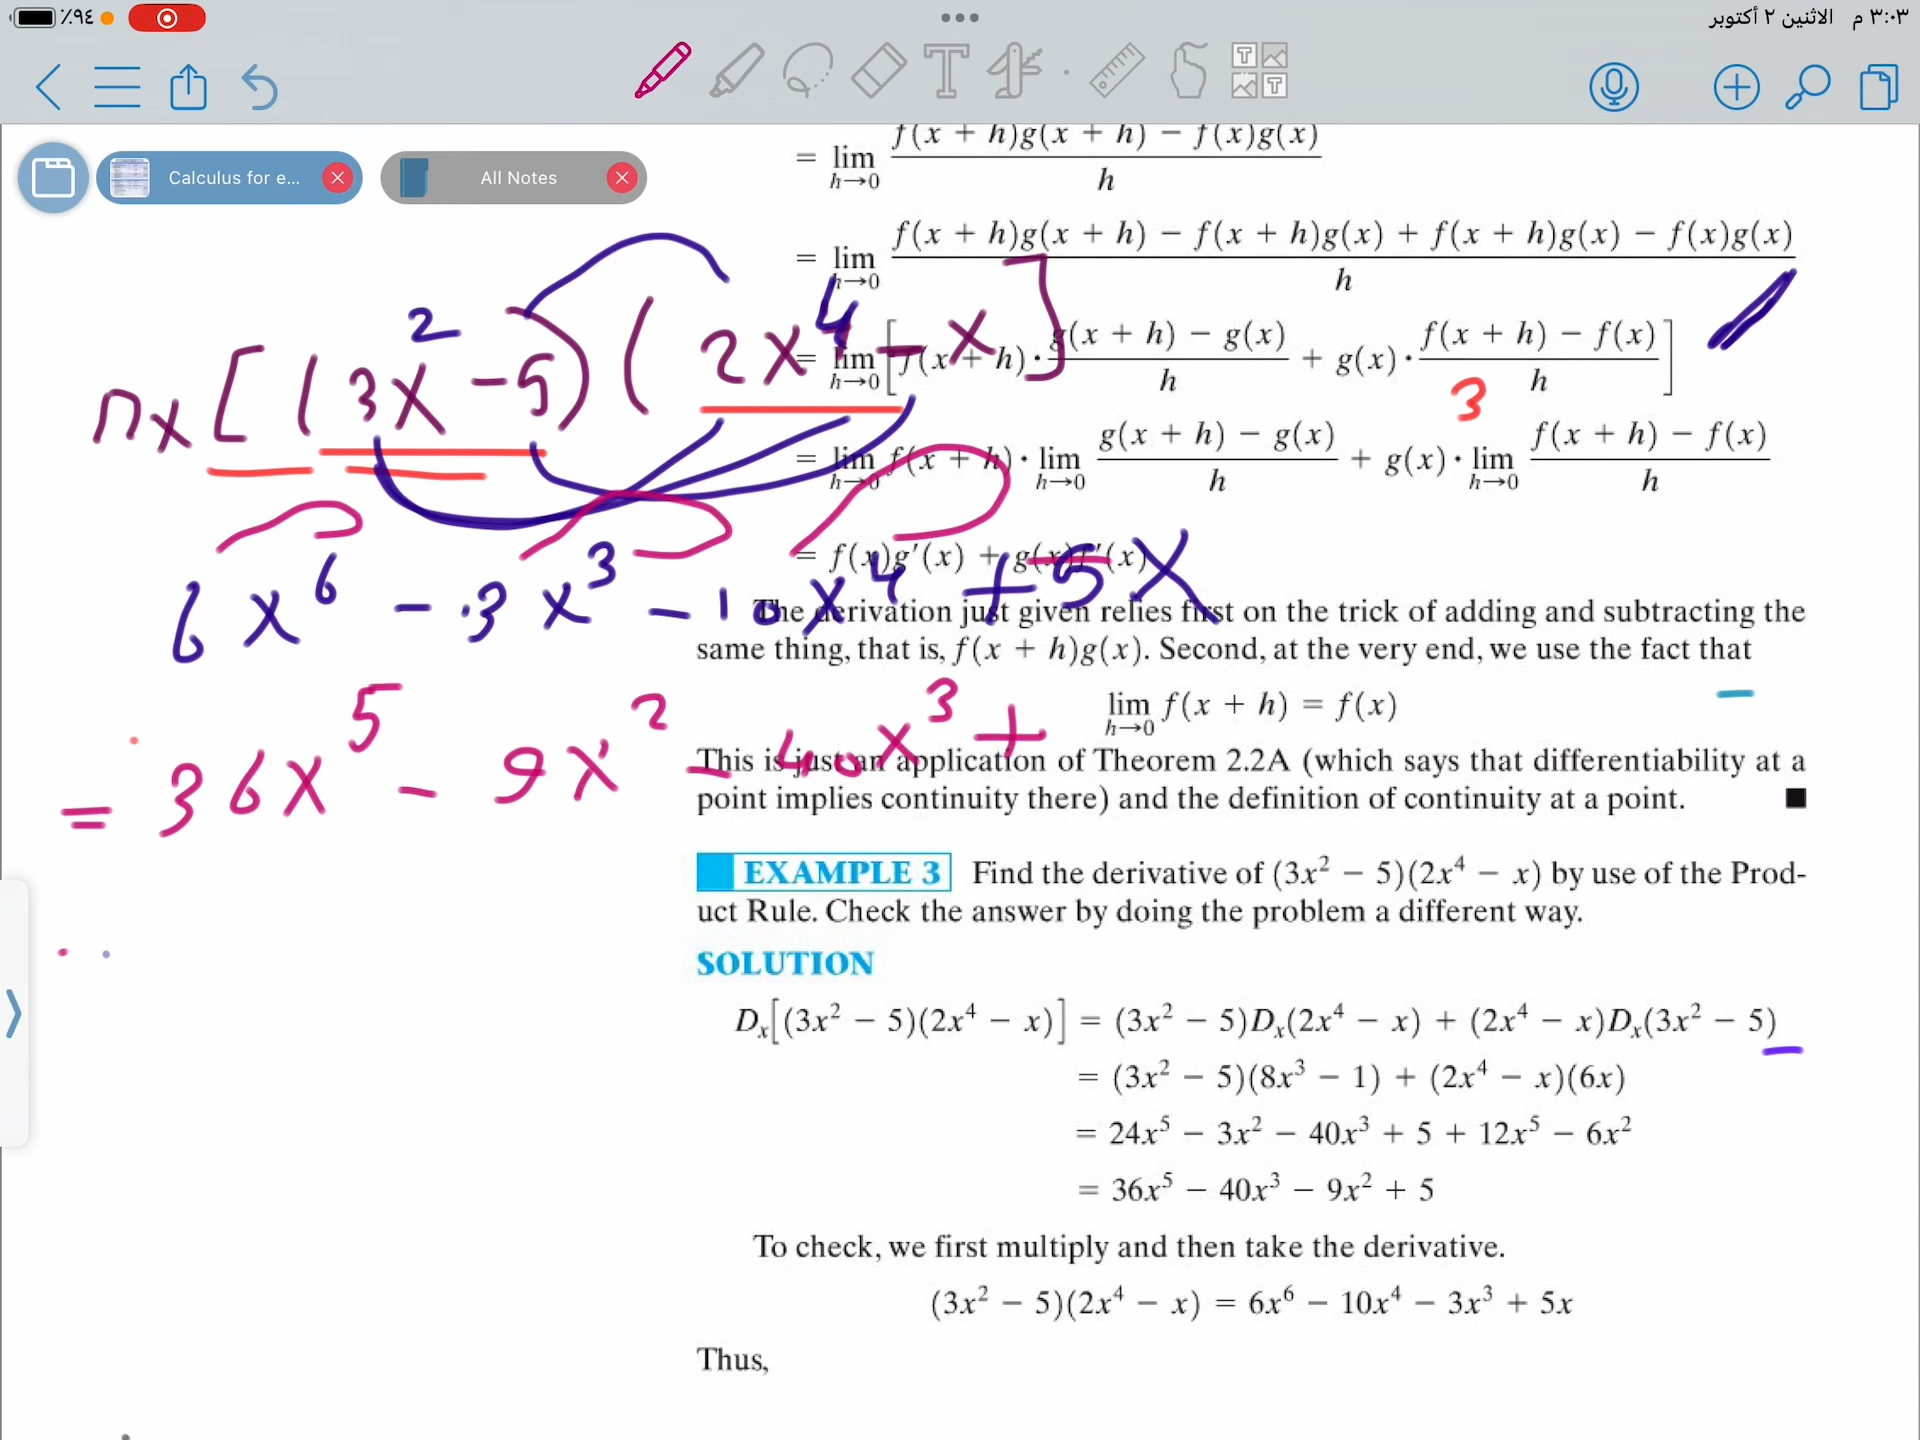 ٪٩٤
٣:٠٣ م الاثنين ٢ أكتوبر
Calculus for e...
All Notes
= lim h→0 f(x + h)g(x + h) − f(x)g(x) / h
= lim h→0 f(x + h)g(x + h) − f(x + h)g(x) + f(x + h)g(x) − f(x)g(x) / h
= lim h→0 [f(x + h) · g(x + h) − g(x) / h + g(x) · f(x + h) − f(x) / h]
= lim h→0 f(x + h) · lim h→0 g(x + h) − g(x) / h + g(x) · lim h→0 f(x + h) − f(x) / h
= f(x)g′(x) + g(x)f′(x)
3
Dx [(3x² − 5)(2x⁴ − x]
6x⁶ − 3x³ − 10x⁴ + 5x
= 36x⁵ − 9x² − 40x³ +
The derivation just given relies first on the trick of adding and subtracting the
same thing, that is, f(x + h)g(x). Second, at the very end, we use the fact that
lim h→0 f(x + h) = f(x)
This is just an application of Theorem 2.2A (which says that differentiability at a
point implies continuity there) and the definition of continuity at a point. ■
EXAMPLE 3 Find the derivative of (3x² − 5)(2x⁴ − x) by use of the Prod-
uct Rule. Check the answer by doing the problem a different way.
SOLUTION
Dx[(3x² − 5)(2x⁴ − x)] = (3x² − 5)Dx(2x⁴ − x) + (2x⁴ − x)Dx(3x² − 5)
= (3x² − 5)(8x³ − 1) + (2x⁴ − x)(6x)
= 24x⁵ − 3x² − 40x³ + 5 + 12x⁵ − 6x²
= 36x⁵ − 40x³ − 9x² + 5
To check, we first multiply and then take the derivative.
(3x² − 5)(2x⁴ − x) = 6x⁶ − 10x⁴ − 3x³ + 5x
Thus,